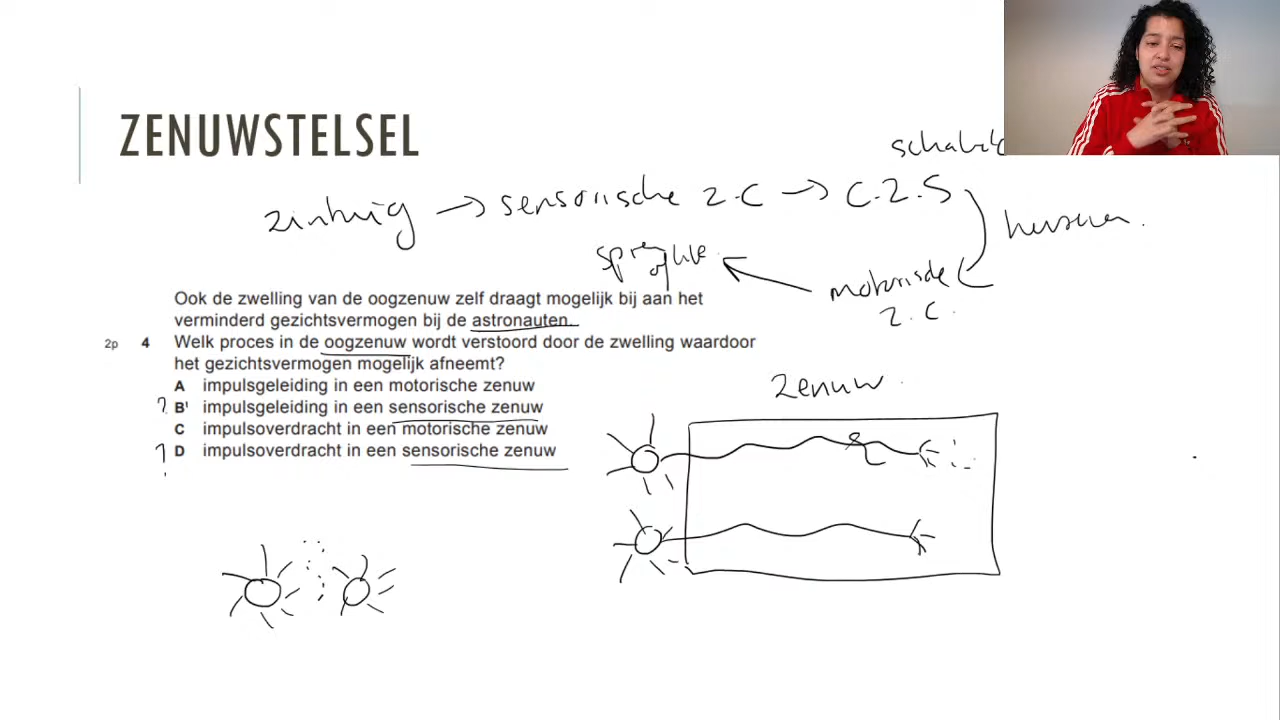 ZENUWSTELSEL
zintuig → sensorische z.C → C.Z.S
spier
of klier
motorische
z.C.
Ook de zwelling van de oogzenuw zelf draagt mogelijk bij aan het
verminderd gezichtsvermogen bij de astronauten.
2p 4 Welk proces in de oogzenuw wordt verstoord door de zwelling waardoor
het gezichtsvermogen mogelijk afneemt?
A impulsgeleiding in een motorische zenuw
? B impulsgeleiding in een sensorische zenuw
C impulsoverdracht in een motorische zenuw
? D impulsoverdracht in een sensorische zenuw
zenuw